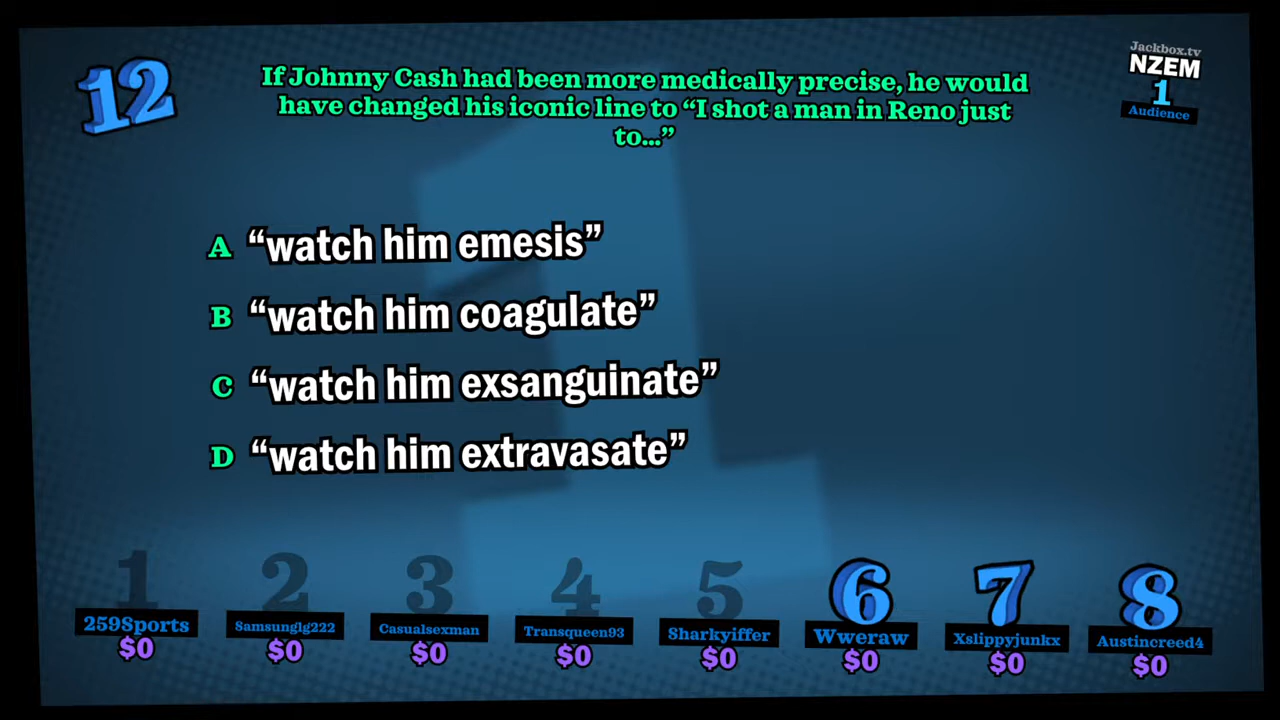 12
If Johnny Cash had been more medically precise, he would
have changed his iconic line to “I shot a man in Reno just
to...”
Jackbox.tv
NZEM
1
Audience
A “watch him emesis”
B “watch him coagulate”
C “watch him exsanguinate”
D “watch him extravasate”
1 2 3 4 5 6 7 8
259Sports Samsunglg222 Casualsexman Transqueen93 Sharkyiffer Wweraw Xslippyjunkx Austincreed4
$0 $0 $0 $0 $0 $0 $0 $0